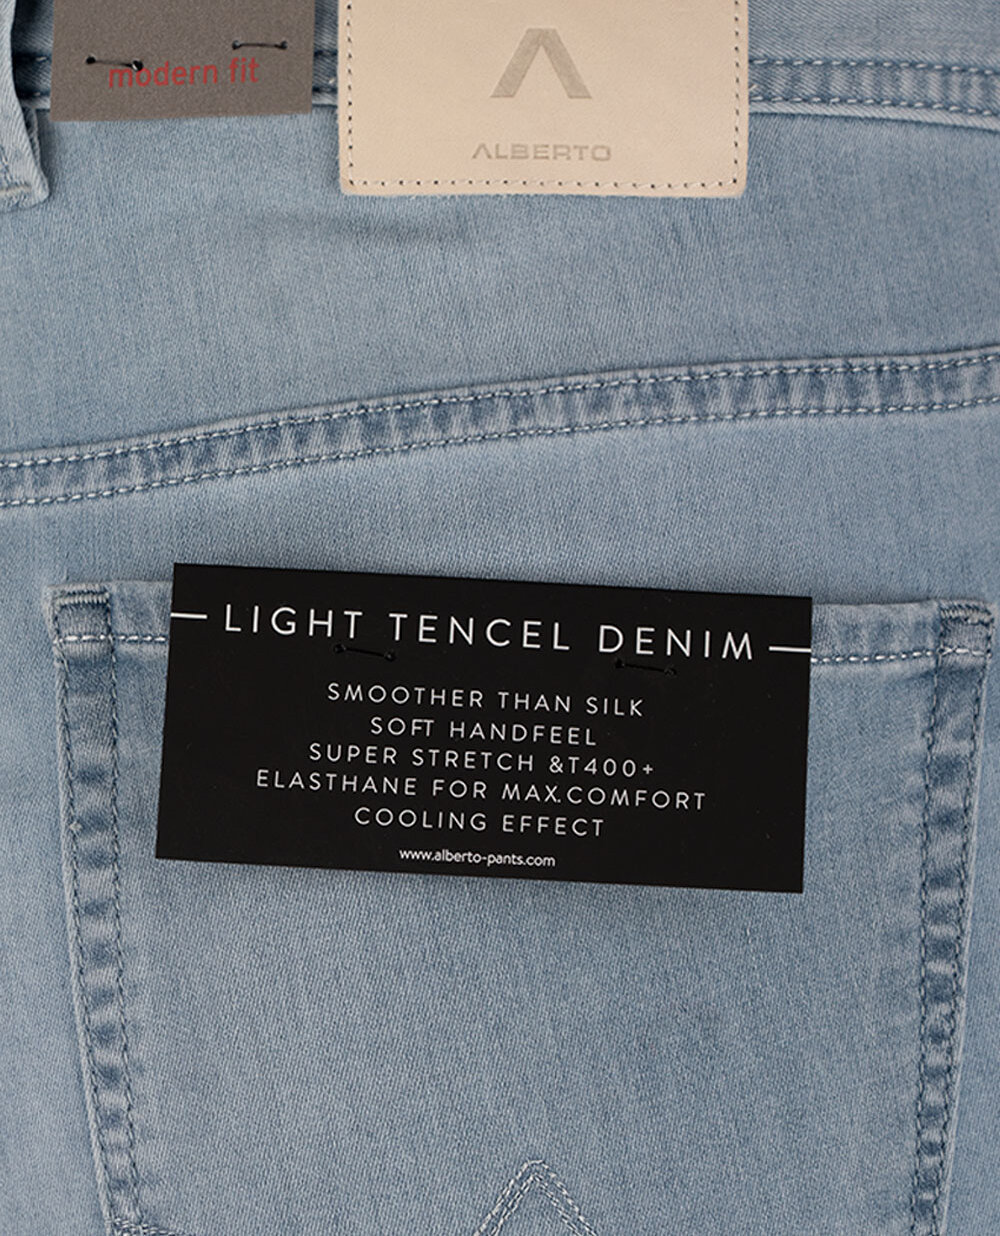 modern fit
ALBERTO
LIGHT TENCEL DENIM
SMOOTHER THAN SILK
SOFT HANDFEEL
SUPER STRETCH &T400+
ELASTHANE FOR MAX.COMFORT
COOLING EFFECT
www.alberto-pants.com